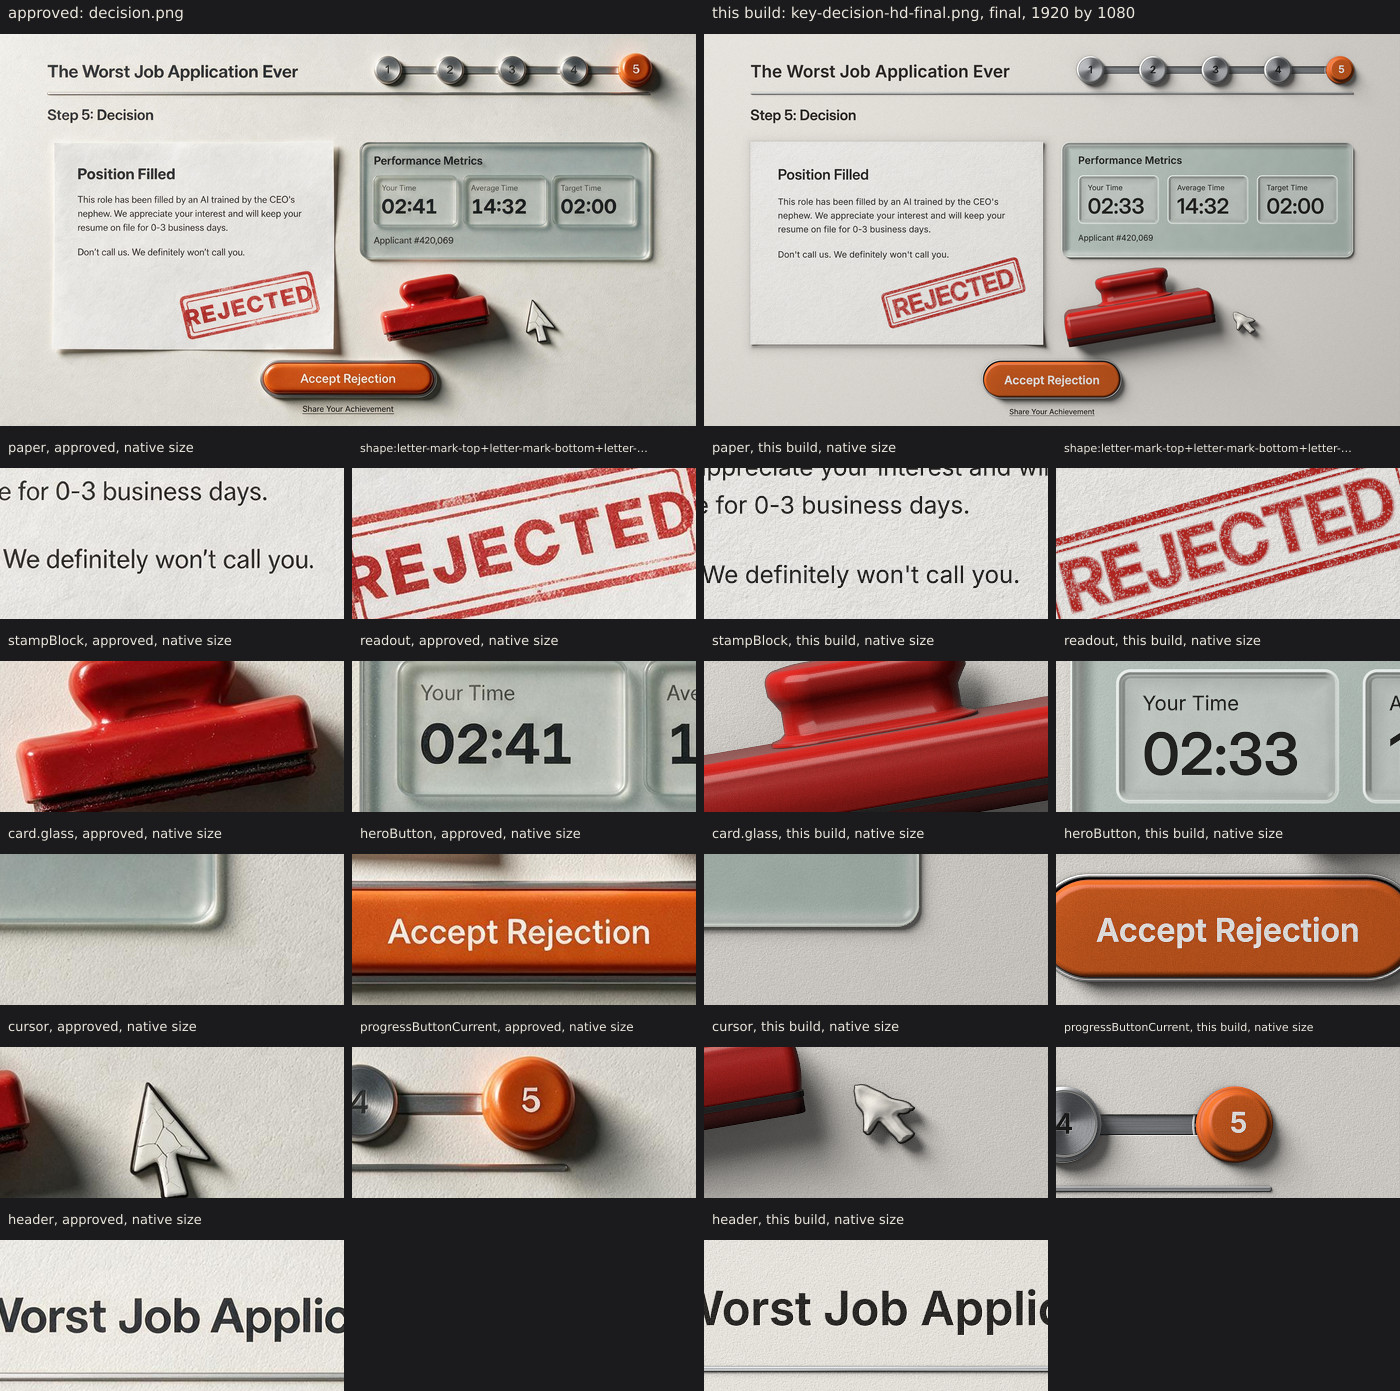 approved: decision.png
this build: key-decision-hd-final.png, final, 1920 by 1080
The Worst Job Application Ever
1 2 3 4 5
Step 5: Decision
Position Filled
This role has been filled by an AI trained by the CEO's
nephew. We appreciate your interest and will keep your
resume on file for 0-3 business days.
Don't call us. We definitely won't call you.
REJECTED
Performance Metrics
Your Time Average Time Target Time
02:41 14:32 02:00
Applicant #420,069
Accept Rejection
Share Your Achievement
The Worst Job Application Ever
1 2 3 4 5
Step 5: Decision
Position Filled
This role has been filled by an AI trained by the CEO's
nephew. We appreciate your interest and will keep your
resume on file for 0-3 business days.
Don't call us. We definitely won't call you.
REJECTED
Performance Metrics
Your Time Average Time Target Time
02:33 14:32 02:00
Applicant #420,069
Accept Rejection
Share Your Achievement
paper, approved, native size
shape:letter-mark-top+letter-mark-bottom+letter-...
paper, this build, native size
shape:letter-mark-top+letter-mark-bottom+letter-...
e for 0-3 business days.
We definitely won't call you.
REJECTED
appreciate your interest and wil
e for 0-3 business days.
We definitely won't call you.
REJECTED
stampBlock, approved, native size
readout, approved, native size
stampBlock, this build, native size
readout, this build, native size
Your Time Ave
02:41 1
Your Time A
02:33
card.glass, approved, native size
heroButton, approved, native size
card.glass, this build, native size
heroButton, this build, native size
Accept Rejection
Accept Rejection
cursor, approved, native size
progressButtonCurrent, approved, native size
cursor, this build, native size
progressButtonCurrent, this build, native size
4 5
4 5
header, approved, native size
header, this build, native size
Worst Job Applic
Worst Job Applic